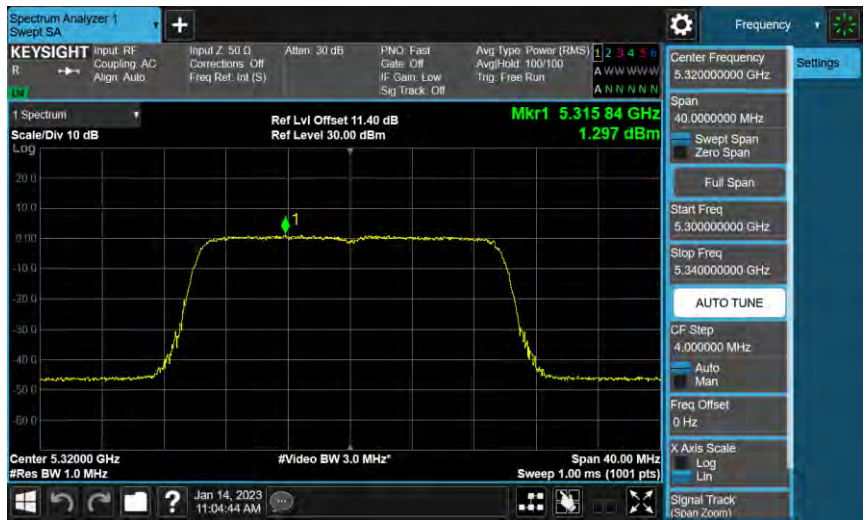 Spectrum Analyzer 1
Swept SA
+
Frequency
KEYSIGHT
R
Input: RF
Coupling: AC
Align: Auto
Input Z: 50 Ω
Corrections: Off
Freq Ref: Int (S)
Atten: 30 dB
PNO: Fast
Gate: Off
IF Gain: Low
Sig Track: Off
Avg Type: Power (RMS)
Avg|Hold: 100/100
Trig: Free Run
1 2 3 4 5 6
A W W W W W
A N N N N N
1 Spectrum
Scale/Div 10 dB
Log
Ref Lvl Offset 11.40 dB
Ref Level 30.00 dBm
Mkr1 5.315 84 GHz
1.297 dBm
20.0
10.0
0.00
-10.0
-20.0
-30.0
-40.0
-50.0
-60.0
1
Center 5.32000 GHz
#Res BW 1.0 MHz
#Video BW 3.0 MHz*
Span 40.00 MHz
Sweep 1.00 ms (1001 pts)
?
Jan 14, 2023
11:04:44 AM
Center Frequency
5.320000000 GHz
Settings
Span
40.0000000 MHz
Swept Span
Zero Span
Full Span
Start Freq
5.300000000 GHz
Stop Freq
5.340000000 GHz
AUTO TUNE
CF Step
4.000000 MHz
Auto
Man
Freq Offset
0 Hz
X Axis Scale
Log
Lin
Signal Track
(Span Zoom)